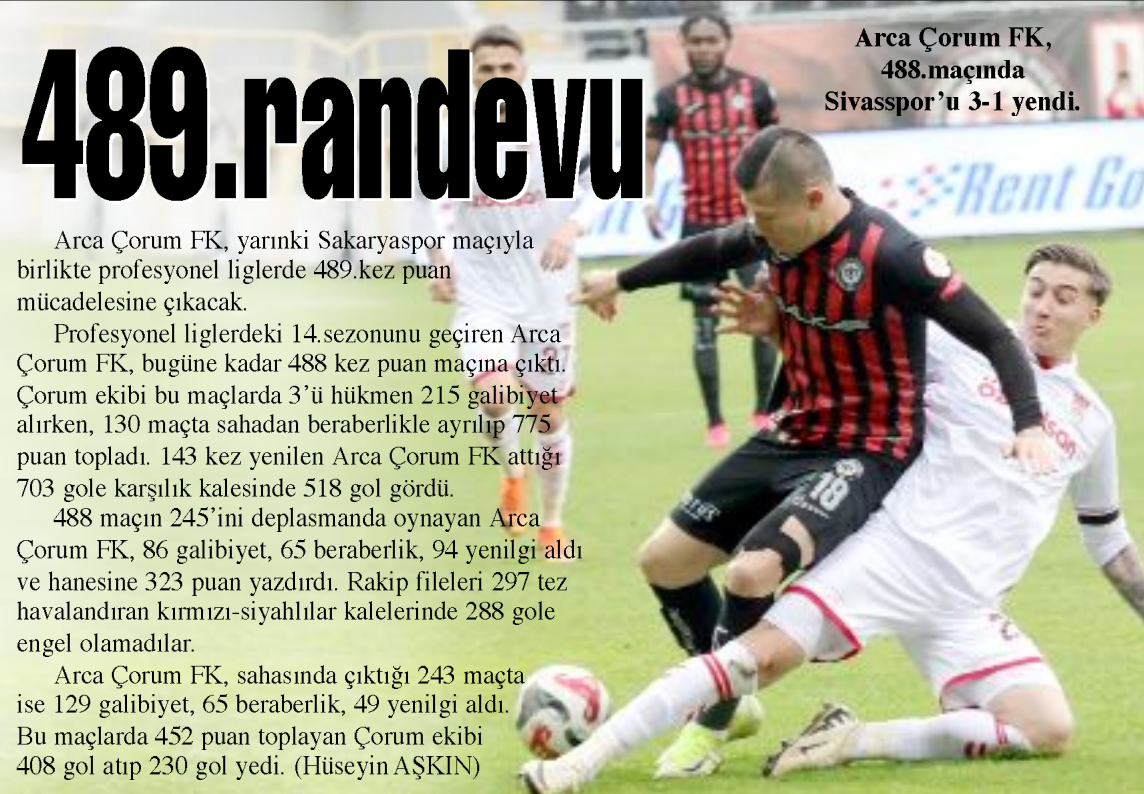 489.randevu
Arca Çorum FK,
488.maçında
Sivasspor’u 3-1 yendi.
Rent Go
Arca Çorum FK, yarınki Sakaryaspor maçıyla
birlikte profesyonel liglerde 489.kez puan
mücadelesine çıkacak.
Profesyonel liglerdeki 14.sezonunu geçiren Arca
Çorum FK, bugüne kadar 488 kez puan maçına çıktı.
Çorum ekibi bu maçlarda 3’ü hükmen 215 galibiyet
alırken, 130 maçta sahadan beraberlikle ayrılıp 775
puan topladı. 143 kez yenilen Arca Çorum FK attığı
703 gole karşılık kalesinde 518 gol gördü.
488 maçın 245’ini deplasmanda oynayan Arca
Çorum FK, 86 galibiyet, 65 beraberlik, 94 yenilgi aldı
ve hanesine 323 puan yazdırdı. Rakip fileleri 297 tez
havalandıran kırmızı-siyahlılar kalelerinde 288 gole
engel olamadılar.
Arca Çorum FK, sahasında çıktığı 243 maçta
ise 129 galibiyet, 65 beraberlik, 49 yenilgi aldı.
Bu maçlarda 452 puan toplayan Çorum ekibi
408 gol atıp 230 gol yedi. (Hüseyin AŞKIN)
18